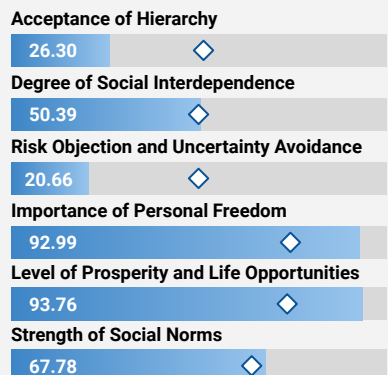 Acceptance of Hierarchy
26.30
Degree of Social Interdependence
50.39
Risk Objection and Uncertainty Avoidance
20.66
Importance of Personal Freedom
92.99
Level of Prosperity and Life Opportunities
93.76
Strength of Social Norms
67.78